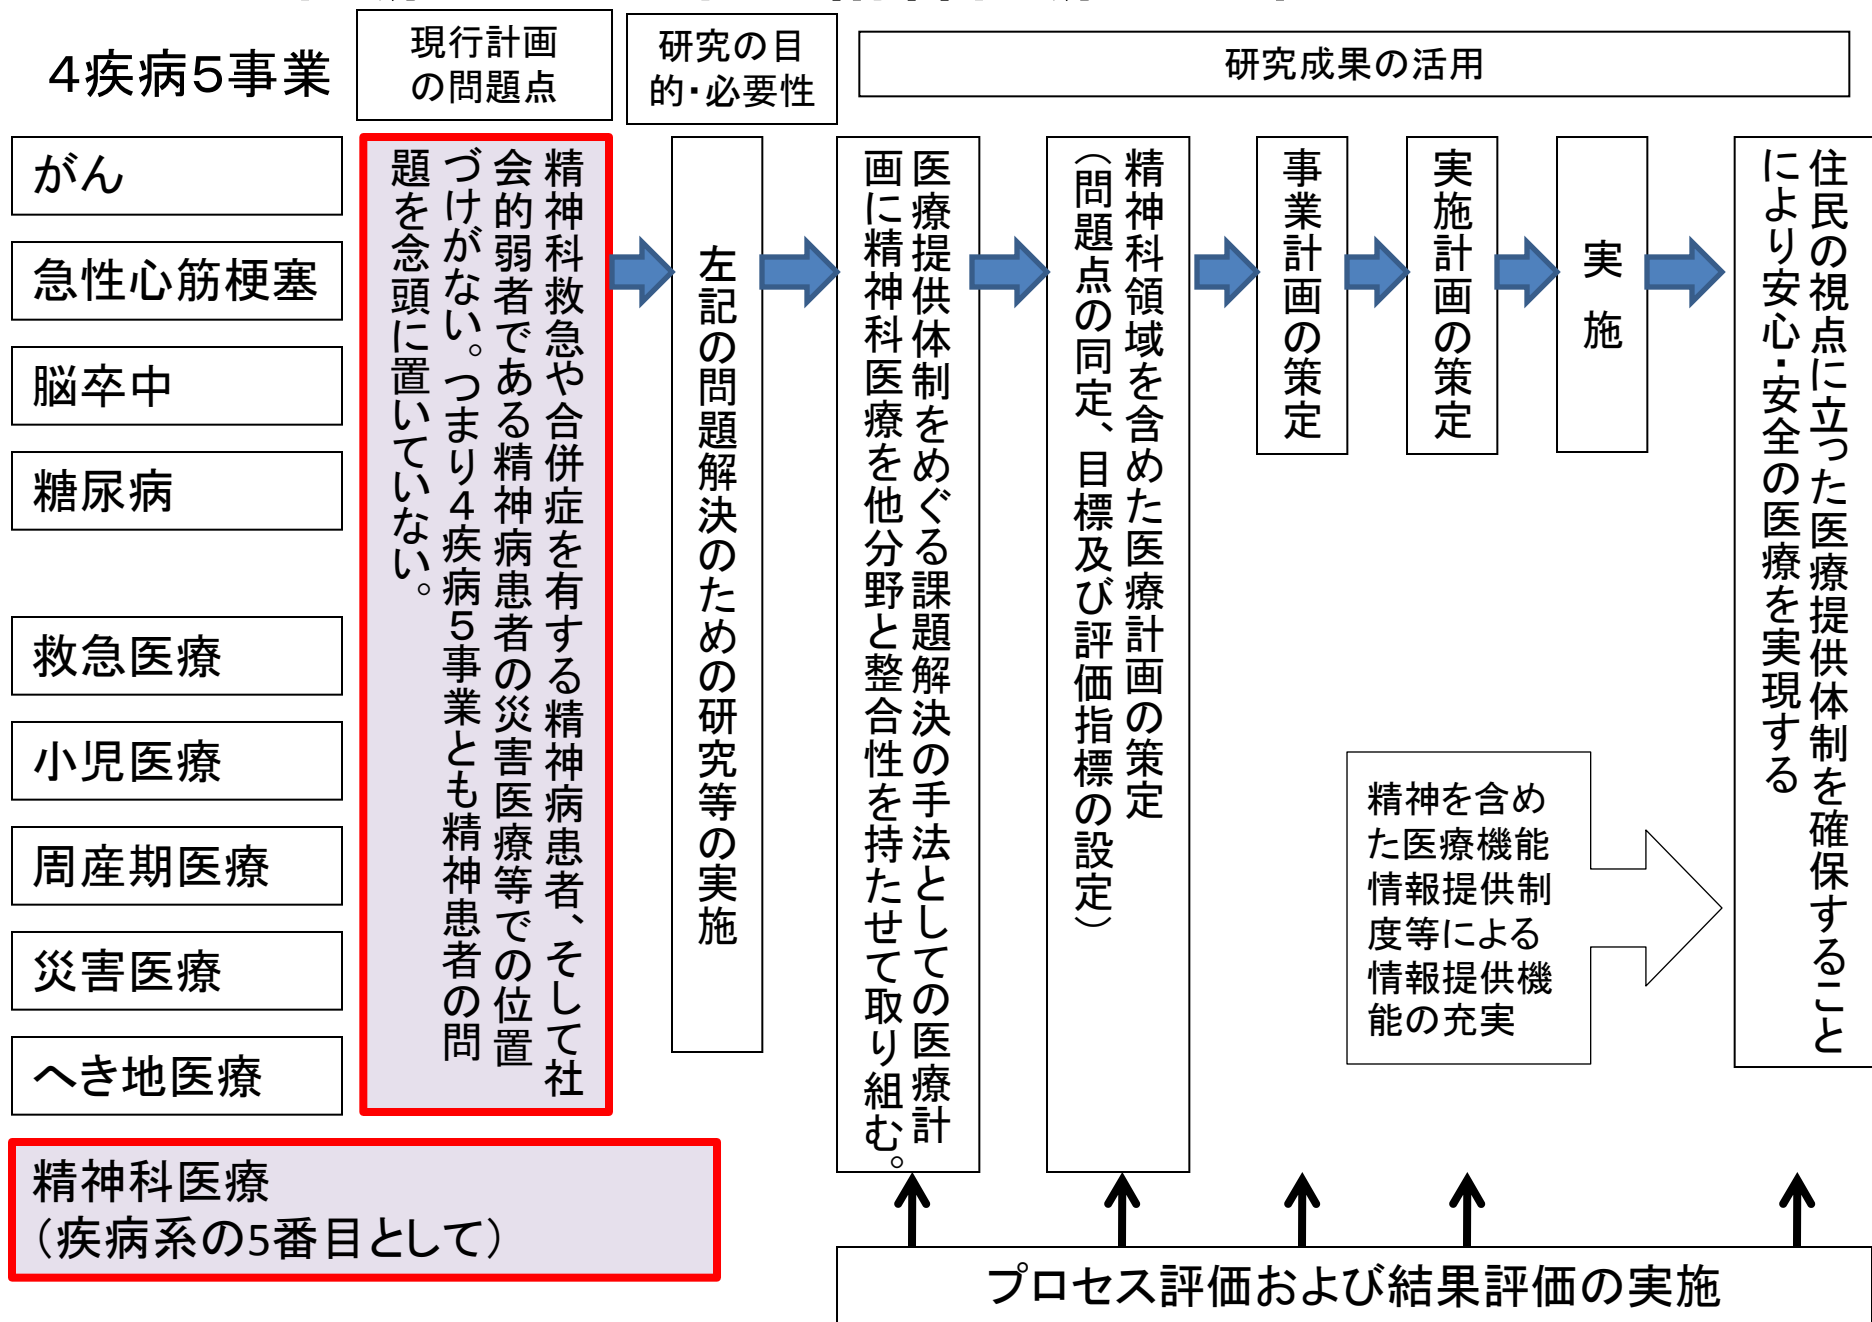 4疾病5事業
現行計画
の問題点
研究の目
的・必要性
研究成果の活用
がん
急性心筋梗塞
脳卒中
糖尿病
救急医療
小児医療
周産期医療
災害医療
へき地医療
精神科医療
（疾病系の5番目として）
精神科救急や合併症を有する精神病患者、そして社
会的弱者である精神病患者の災害医療等での位置
づけがない。つまり4疾病5事業とも精神患者の問
題を念頭に置いていない。
左記の問題解決のための研究等の実施
医療提供体制をめぐる課題解決の手法としての医療計
画に精神科医療を他分野と整合性を持たせて取り組む。
精神科領域を含めた医療計画の策定
（問題点の同定、目標及び評価指標の設定）
事業計画の策定
実施計画の策定
実施
住民の視点に立った医療提供体制を確保すること
により安心・安全の医療を実現する
精神を含め
た医療機能
情報提供制
度等による
情報提供機
能の充実
プロセス評価および結果評価の実施